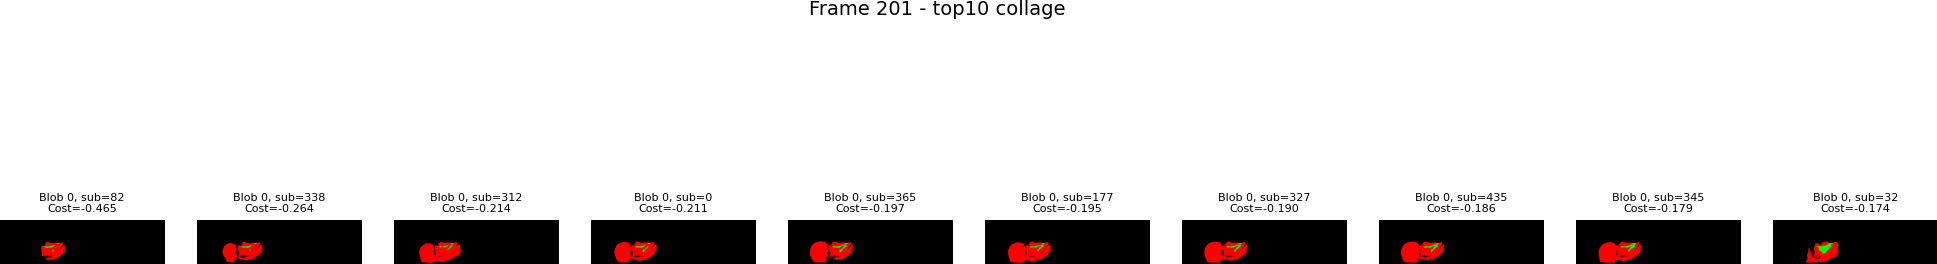 Frame 201 - top10 collage
Blob 0, sub=82
Cost=-0.465
Blob 0, sub=338
Cost=-0.264
Blob 0, sub=312
Cost=-0.214
Blob 0, sub=0
Cost=-0.211
Blob 0, sub=365
Cost=-0.197
Blob 0, sub=177
Cost=-0.195
Blob 0, sub=327
Cost=-0.190
Blob 0, sub=435
Cost=-0.186
Blob 0, sub=345
Cost=-0.179
Blob 0, sub=32
Cost=-0.174